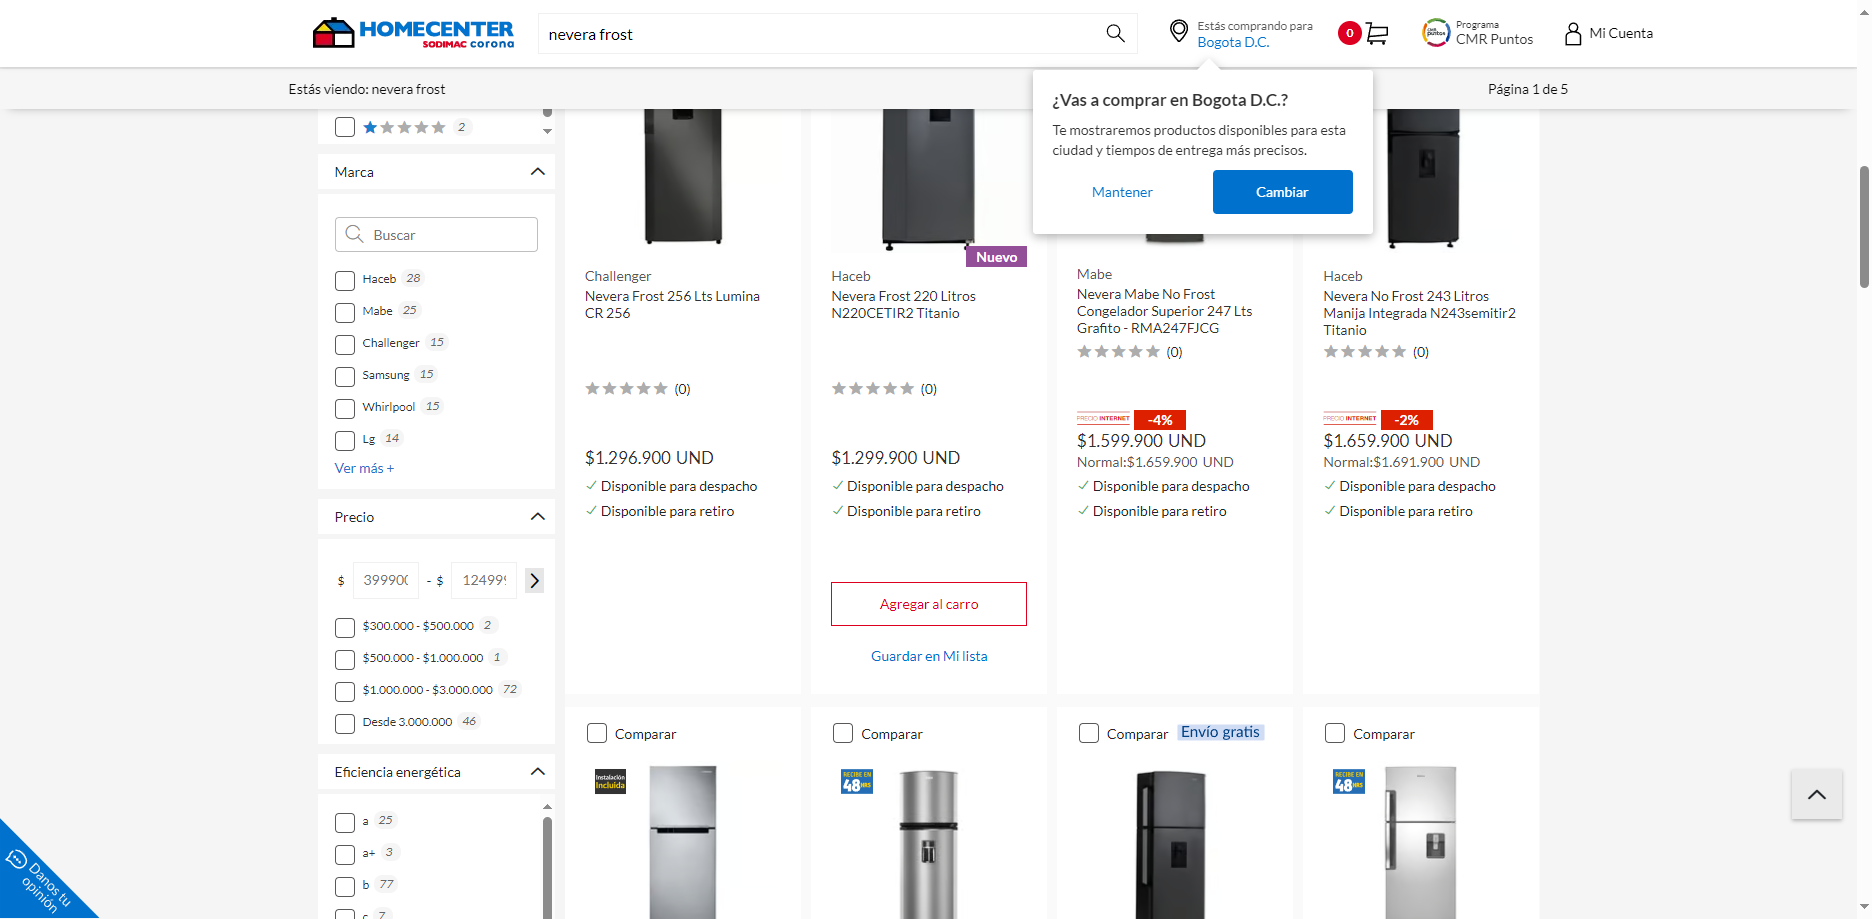 HOMECENTER
SODIMAC corona
nevera frost
Estás comprando para
Bogota D.C.
0
Programa
CMR Puntos
Mi Cuenta
Estás viendo: nevera frost
Página 1 de 5
¿Vas a comprar en Bogota D.C.?
Te mostraremos productos disponibles para esta
ciudad y tiempos de entrega más precisos.
Mantener
Cambiar
2
Marca
Buscar
Haceb 28
Mabe 25
Challenger 15
Samsung 15
Whirlpool 15
Lg 14
Ver más +
Precio
$ 399900 - $ 124999
$300.000 - $500.000 2
$500.000 - $1.000.000 1
$1.000.000 - $3.000.000 72
Desde 3.000.000 46
Eficiencia energética
a 25
a+ 3
b 77
c 7
Challenger
Nevera Frost 256 Lts Lumina
CR 256
(0)
$1.296.900 UND
Disponible para despacho
Disponible para retiro
Nuevo
Haceb
Nevera Frost 220 Litros
N220CETIR2 Titanio
(0)
$1.299.900 UND
Disponible para despacho
Disponible para retiro
Agregar al carro
Guardar en Mi lista
Mabe
Nevera Mabe No Frost
Congelador Superior 247 Lts
Grafito - RMA247FJCG
(0)
PRECIO INTERNET -4%
$1.599.900 UND
Normal:$1.659.900 UND
Disponible para despacho
Disponible para retiro
Haceb
Nevera No Frost 243 Litros
Manija Integrada N243semitir2
Titanio
(0)
PRECIO INTERNET -2%
$1.659.900 UND
Normal:$1.691.900 UND
Disponible para despacho
Disponible para retiro
Comparar
Instalación
Incluida
Comparar
RECIBE EN
48HRS
Comparar
Envío gratis
Comparar
RECIBE EN
48HRS
Danos tu
opinión